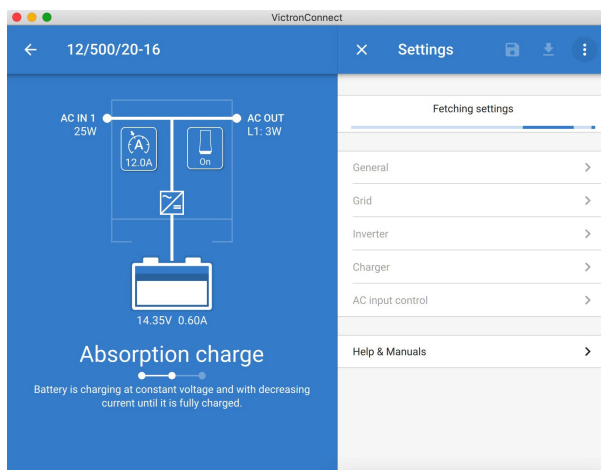 VictronConnect
12/500/20-16
Settings
AC IN 1
25W
A
12.0A
On
AC OUT
L1: 3W
14.35V 0.60A
Absorption charge
Battery is charging at constant voltage and with decreasing
current until it is fully charged.
Fetching settings
General
Grid
Inverter
Charger
AC input control
Help & Manuals